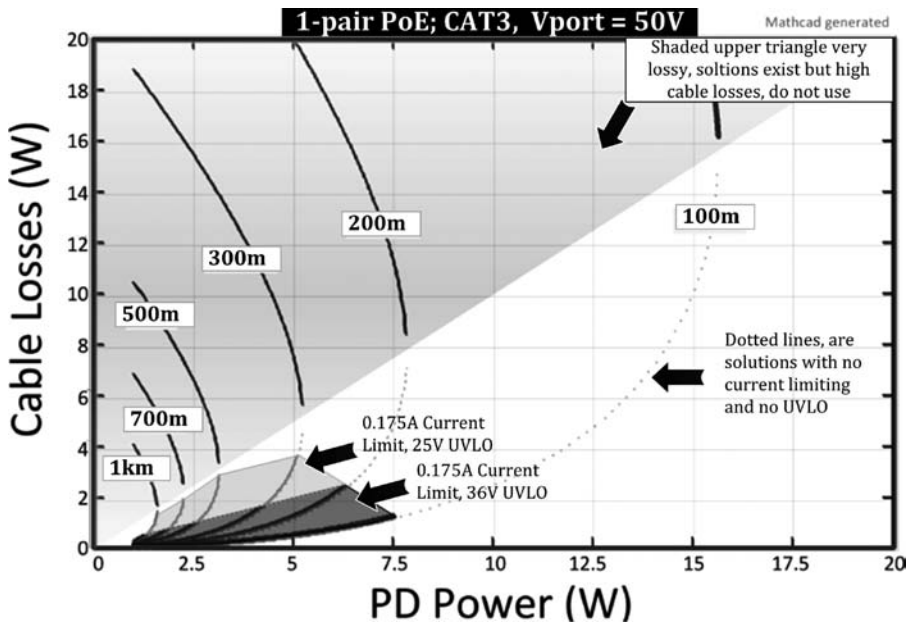 1-pair PoE; CAT3, Vport = 50V
Mathcad generated
Shaded upper triangle very
lossy, soltions exist but high
cable losses, do not use
Cable Losses (W)
20
18
16
14
12
10
8
6
4
2
0
200m
100m
300m
500m
700m
1km
Dotted lines, are
solutions with no
current limiting
and no UVLO
0.175A Current
Limit, 25V UVLO
0.175A Current
Limit, 36V UVLO
0
2.5
5
7.5
10
12.5
15
17.5
20
PD Power (W)